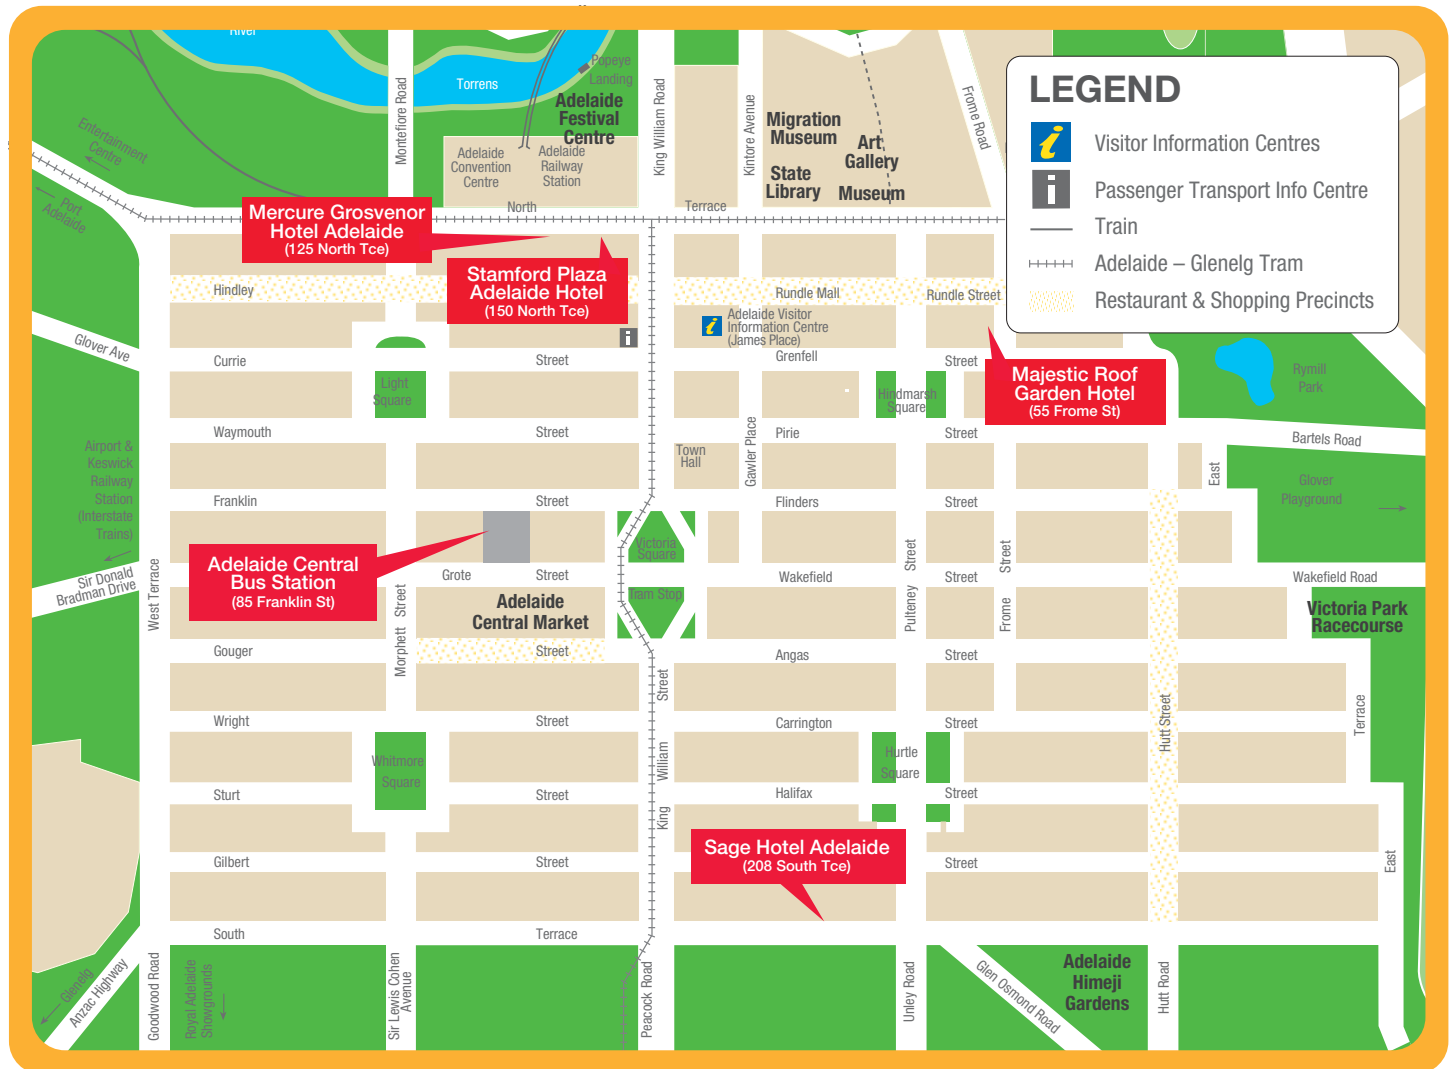 River
Torrens
Popeye
Landing
Adelaide
Festival
Centre
Montefiore Road
King William Road
Kintore Avenue
Frome Road
Migration
Museum
Art
Gallery
State
Library
Museum
Adelaide
Convention
Centre
Adelaide
Railway
Station
Entertainment
Centre
Port
Adelaide
North
Terrace
LEGEND
Visitor Information Centres
Passenger Transport Info Centre
Train
Adelaide – Glenelg Tram
Restaurant & Shopping Precincts
Mercure Grosvenor
Hotel Adelaide
(125 North Tce)
Stamford Plaza
Adelaide Hotel
(150 North Tce)
Hindley
Rundle Mall
Rundle Street
Adelaide Visitor
Information Centre
(James Place)
Glover Ave
Currie
Street
Grenfell
Street
Majestic Roof
Garden Hotel
(55 Frome St)
Rymill
Park
Light
Square
Hindmarsh
Square
Waymouth
Street
Pirie
Street
Bartels Road
Town
Hall
Gawler Place
East
Airport &
Keswick
Railway
Station
(Interstate
Trains)
Glover
Playground
Franklin
Street
Flinders
Street
Adelaide Central
Bus Station
(85 Franklin St)
Victoria
Square
Street
Street
Sir Donald
Bradman Drive
West Terrace
Grote
Street
Wakefield
Street
Wakefield Road
Morphett Street
Adelaide
Central Market
Tram Stop
Pulteney
Frome
Victoria Park
Racecourse
Gouger
Street
Angas
Street
Street
Wright
Street
Carrington
Street
Hutt Street
Terrace
Whitmore
Square
William
Hurtle
Square
Sturt
Street
King
Halifax
Street
Sage Hotel Adelaide
(208 South Tce)
Gilbert
Street
Street
East
South
Terrace
Glenelg
Anzac Highway
Goodwood Road
Royal Adelaide
Showgrounds
Sir Lewis Cohen
Avenue
Peacock Road
Unley Road
Glen Osmond Road
Adelaide
Himeji
Gardens
Hutt Road